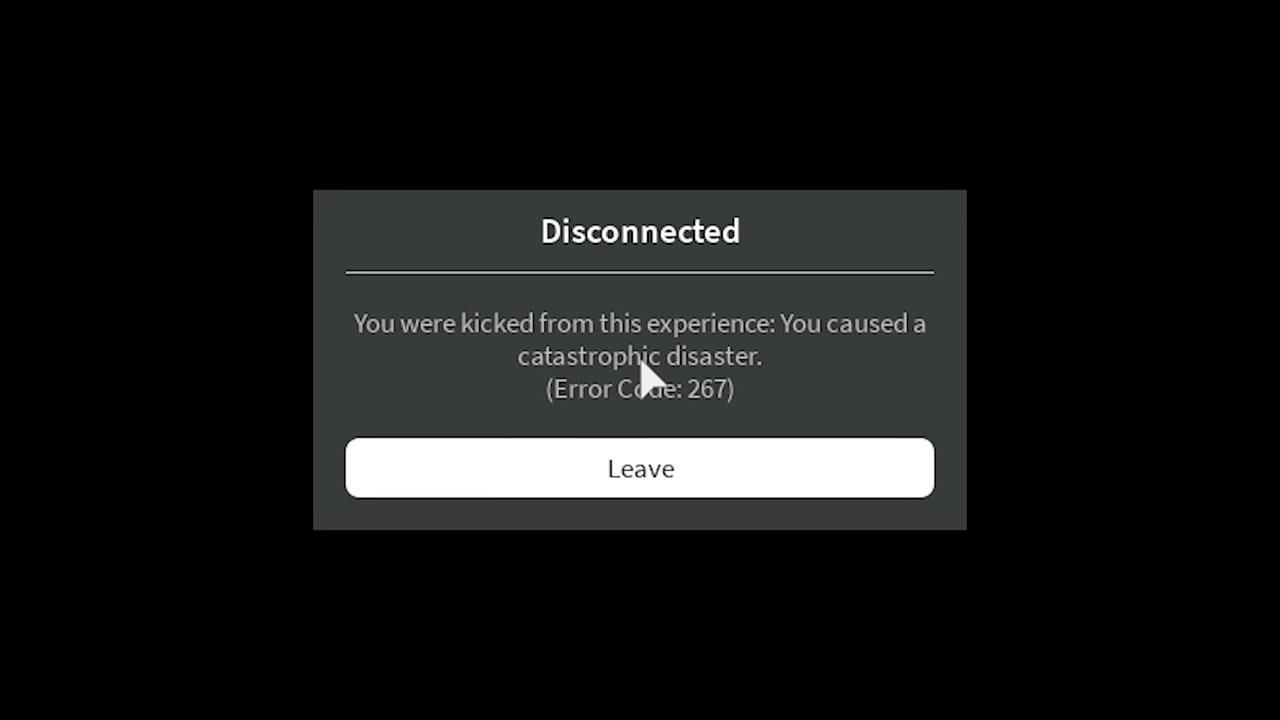 Disconnected
You were kicked from this experience: You caused a
catastrophic disaster.
(Error Code: 267)
Leave